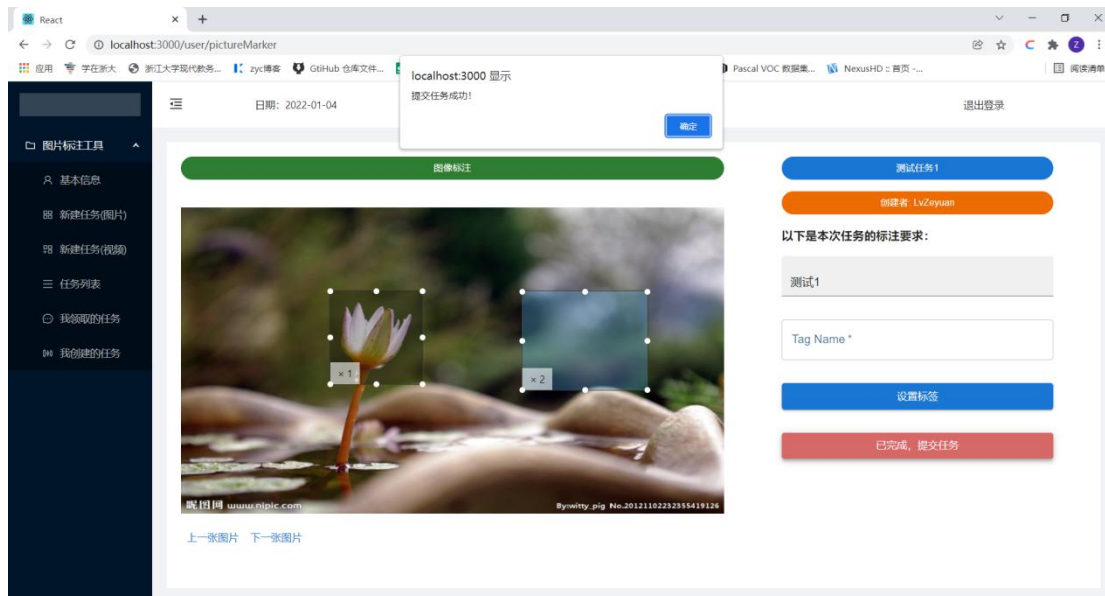 React
localhost:3000/user/pictureMarker
应用 学在浙大 浙江大学现代教务... zyc博客 GtiHub 仓库文件... Pascal VOC 数据集... NexusHD :: 首页 -... 阅读清单
localhost:3000 显示
提交任务成功!
确定
日期: 2022-01-04
退出登录
图片标注工具
基本信息
新建任务(图片)
新建任务(视频)
任务列表
我领取的任务
我创建的任务
图像标注
× 1
× 2
昵图网 www.nipic.com
By:witty_pig No.20121102232355419126
上一张图片 下一张图片
测试任务1
创建者: LvZeyuan
以下是本次任务的标注要求:
测试1
Tag Name *
设置标签
已完成, 提交任务